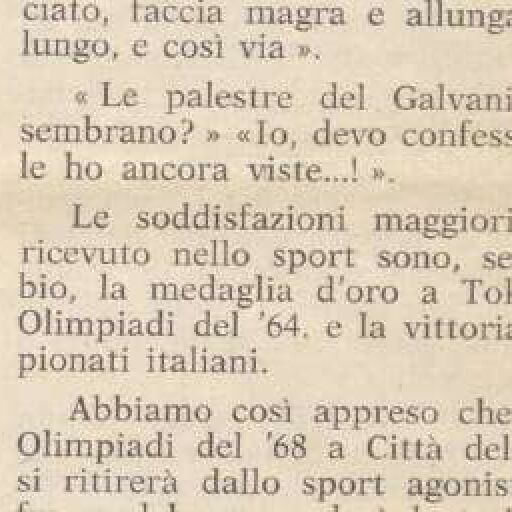 ciato, faccia magra e allunga
lungo, e così via ».
« Le palestre del Galvani
sembrano? » «Io, devo confess
le ho ancora viste...! ».
Le soddisfazioni maggiori
ricevuto nello sport sono, se
bio, la medaglia d'oro a Tok
Olimpiadi del '64. e la vittoria
pionati italiani.
Abbiamo così appreso che
Olimpiadi del '68 a Città del
si ritirerà dallo sport agonis